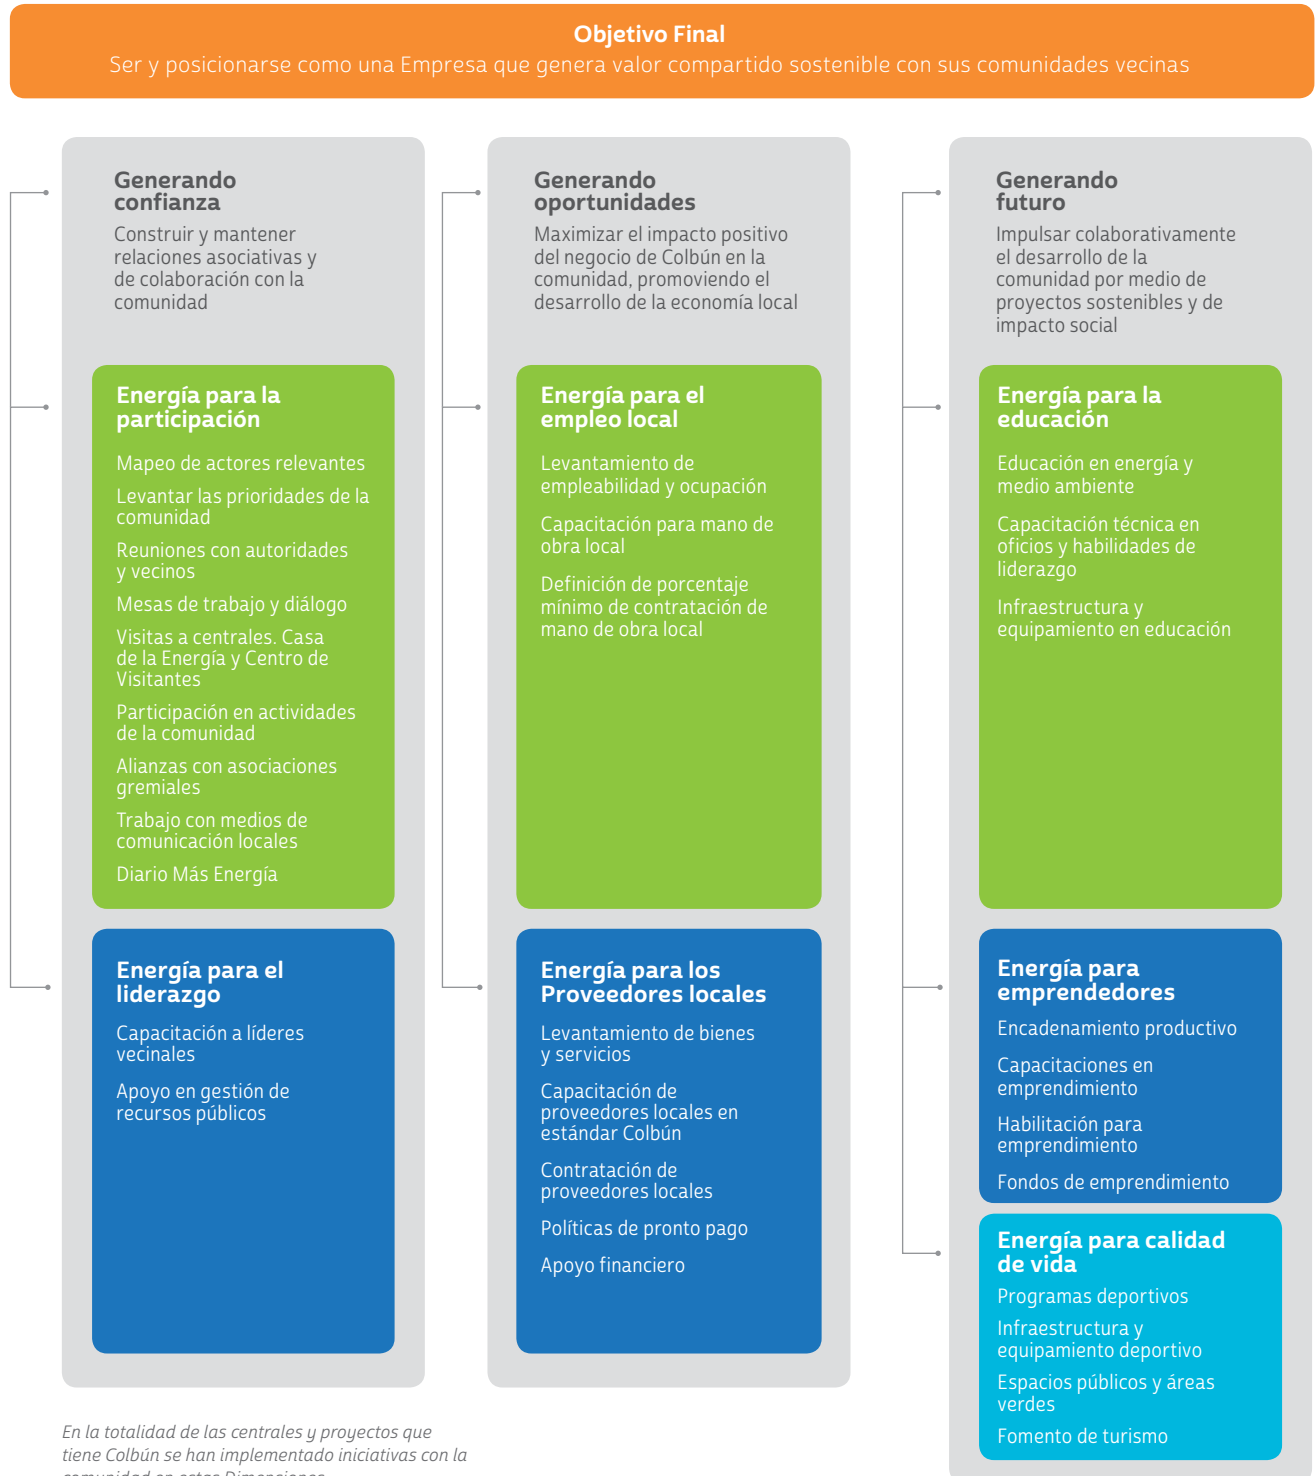 Objetivo Final
Ser y posicionarse como una Empresa que genera valor compartido sostenible con sus comunidades vecinas
Generando
confianza
Construir y mantener
relaciones asociativas y
de colaboración con la
comunidad
Energía para la
participación
Mapeo de actores relevantes
Levantar las prioridades de la
comunidad
Reuniones con autoridades
y vecinos
Mesas de trabajo y diálogo
Visitas a centrales. Casa
de la Energía y Centro de
Visitantes
Participación en actividades
de la comunidad
Alianzas con asociaciones
gremiales
Trabajo con medios de
comunicación locales
Diario Más Energía
Energía para el
liderazgo
Capacitación a líderes
vecinales
Apoyo en gestión de
recursos públicos
Generando
oportunidades
Maximizar el impacto positivo
del negocio de Colbún en la
comunidad, promoviendo el
desarrollo de la economía local
Energía para el
empleo local
Levantamiento de
empleabilidad y ocupación
Capacitación para mano de
obra local
Definición de porcentaje
mínimo de contratación de
mano de obra local
Energía para los
Proveedores locales
Levantamiento de bienes
y servicios
Capacitación de
proveedores locales en
estándar Colbún
Contratación de
proveedores locales
Políticas de pronto pago
Apoyo financiero
Generando
futuro
Impulsar colaborativamente
el desarrollo de la
comunidad por medio de
proyectos sostenibles y de
impacto social
Energía para la
educación
Educación en energía y
medio ambiente
Capacitación técnica en
oficios y habilidades de
liderazgo
Infraestructura y
equipamiento en educación
Energía para
emprendedores
Encadenamiento productivo
Capacitaciones en
emprendimiento
Habilitación para
emprendimiento
Fondos de emprendimiento
Energía para calidad
de vida
Programas deportivos
Infraestructura y
equipamiento deportivo
Espacios públicos y áreas
verdes
Fomento de turismo
En la totalidad de las centrales y proyectos que
tiene Colbún se han implementado iniciativas con la
comunidad en estas Dimensiones